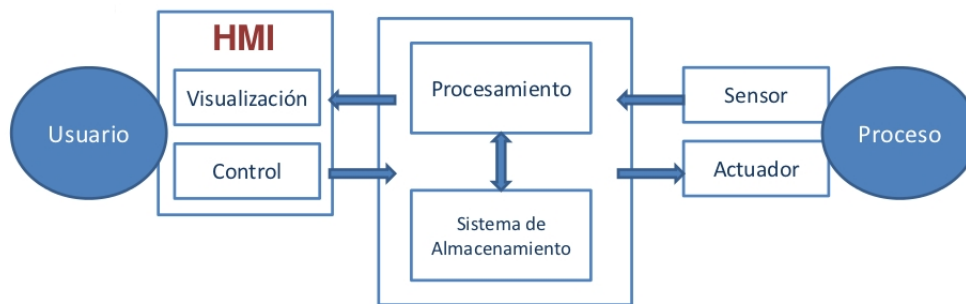 HMI
Usuario
Visualización
Control
Procesamiento
Sistema de
Almacenamiento
Sensor
Actuador
Proceso